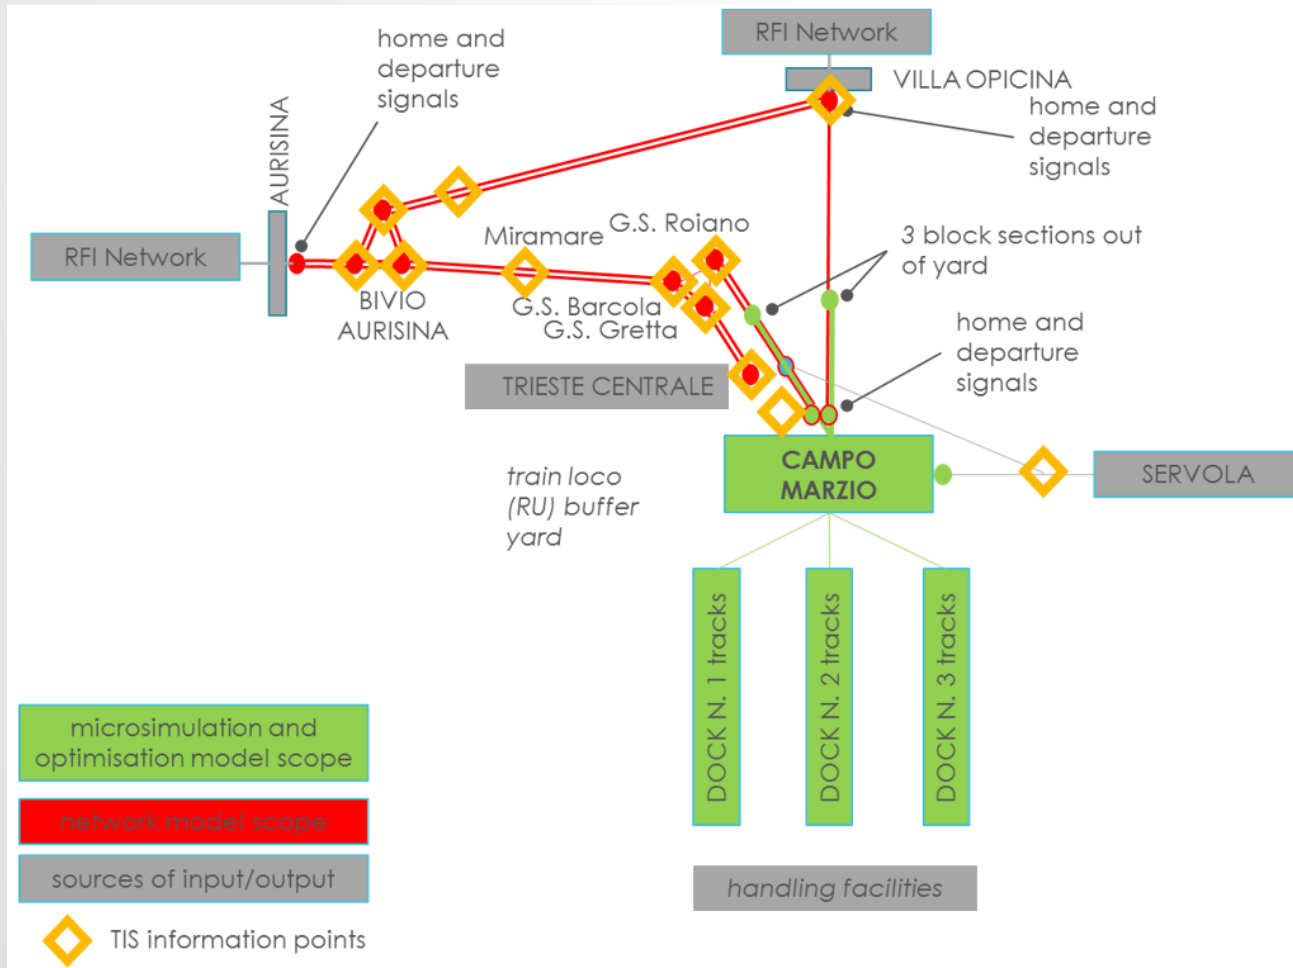 RFI Network
home and
departure
signals
VILLA OPICINA
home and
departure
signals
AURISINA
RFI Network
G.S. Roiano
Miramare
3 block sections out
of yard
BIVIO
AURISINA
G.S. Barcola
G.S. Gretta
home and
departure
signals
TRIESTE CENTRALE
CAMPO
MARZIO
SERVOLA
train loco
(RU) buffer
yard
DOCK N. 1 tracks
DOCK N. 2 tracks
DOCK N. 3 tracks
microsimulation and
optimisation model scope
network model scope
sources of input/output
handling facilities
TIS information points